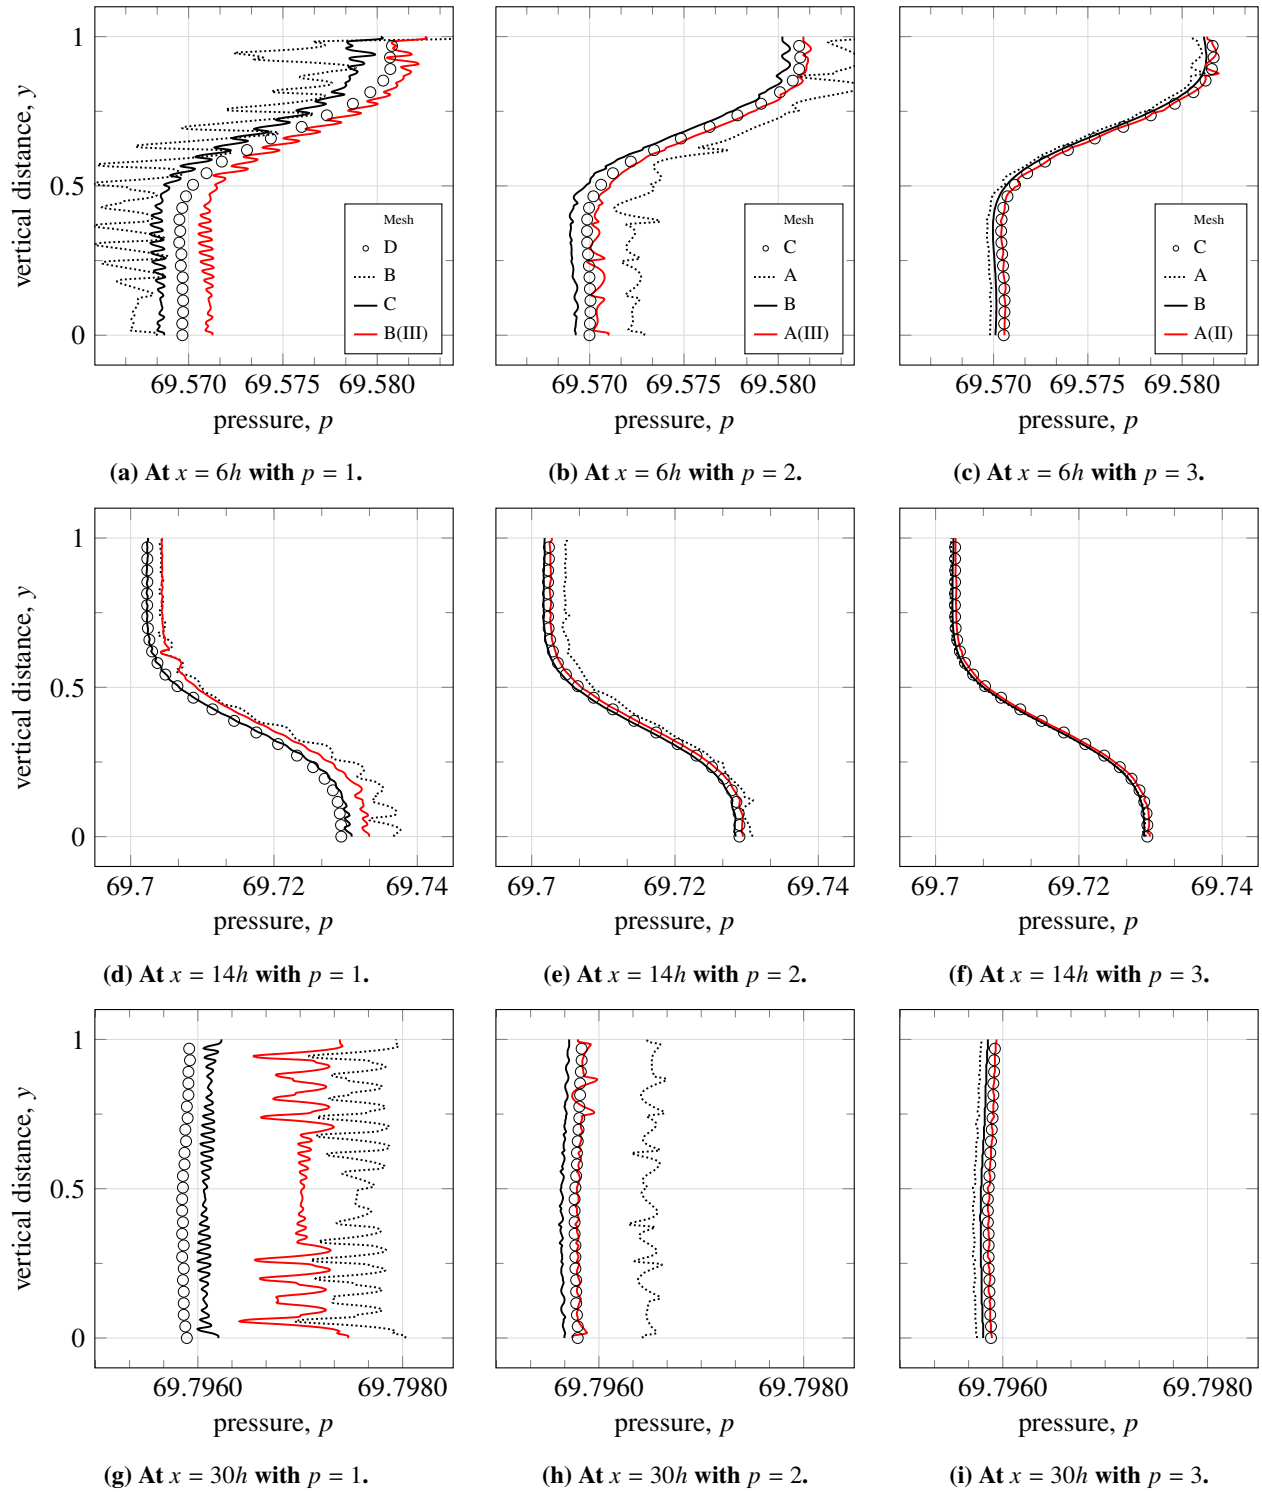 1
0.5
0
vertical distance, y
Mesh
D
B
C
B(III)
69.570 69.575 69.580
pressure, p
(a) At x = 6h with p = 1.
Mesh
C
A
B
A(III)
69.570 69.575 69.580
pressure, p
(b) At x = 6h with p = 2.
Mesh
C
A
B
A(II)
69.570 69.575 69.580
pressure, p
(c) At x = 6h with p = 3.
1
0.5
0
vertical distance, y
69.7 69.72 69.74
pressure, p
(d) At x = 14h with p = 1.
69.7 69.72 69.74
pressure, p
(e) At x = 14h with p = 2.
69.7 69.72 69.74
pressure, p
(f) At x = 14h with p = 3.
1
0.5
0
vertical distance, y
69.7960 69.7980
pressure, p
(g) At x = 30h with p = 1.
69.7960 69.7980
pressure, p
(h) At x = 30h with p = 2.
69.7960 69.7980
pressure, p
(i) At x = 30h with p = 3.